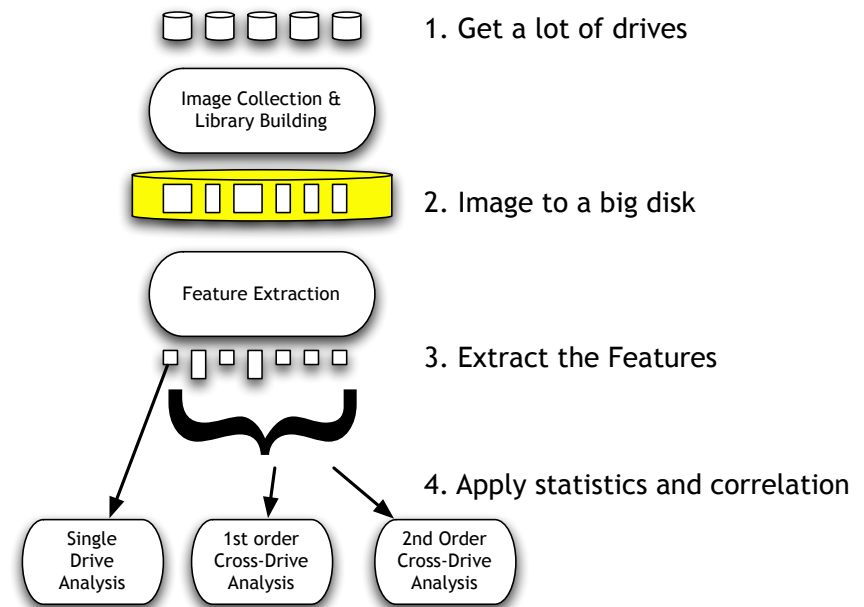 1. Get a lot of drives
Image Collection &
Library Building
2. Image to a big disk
Feature Extraction
3. Extract the Features
4. Apply statistics and correlation
Single
Drive
Analysis
1st order
Cross-Drive
Analysis
2nd Order
Cross-Drive
Analysis